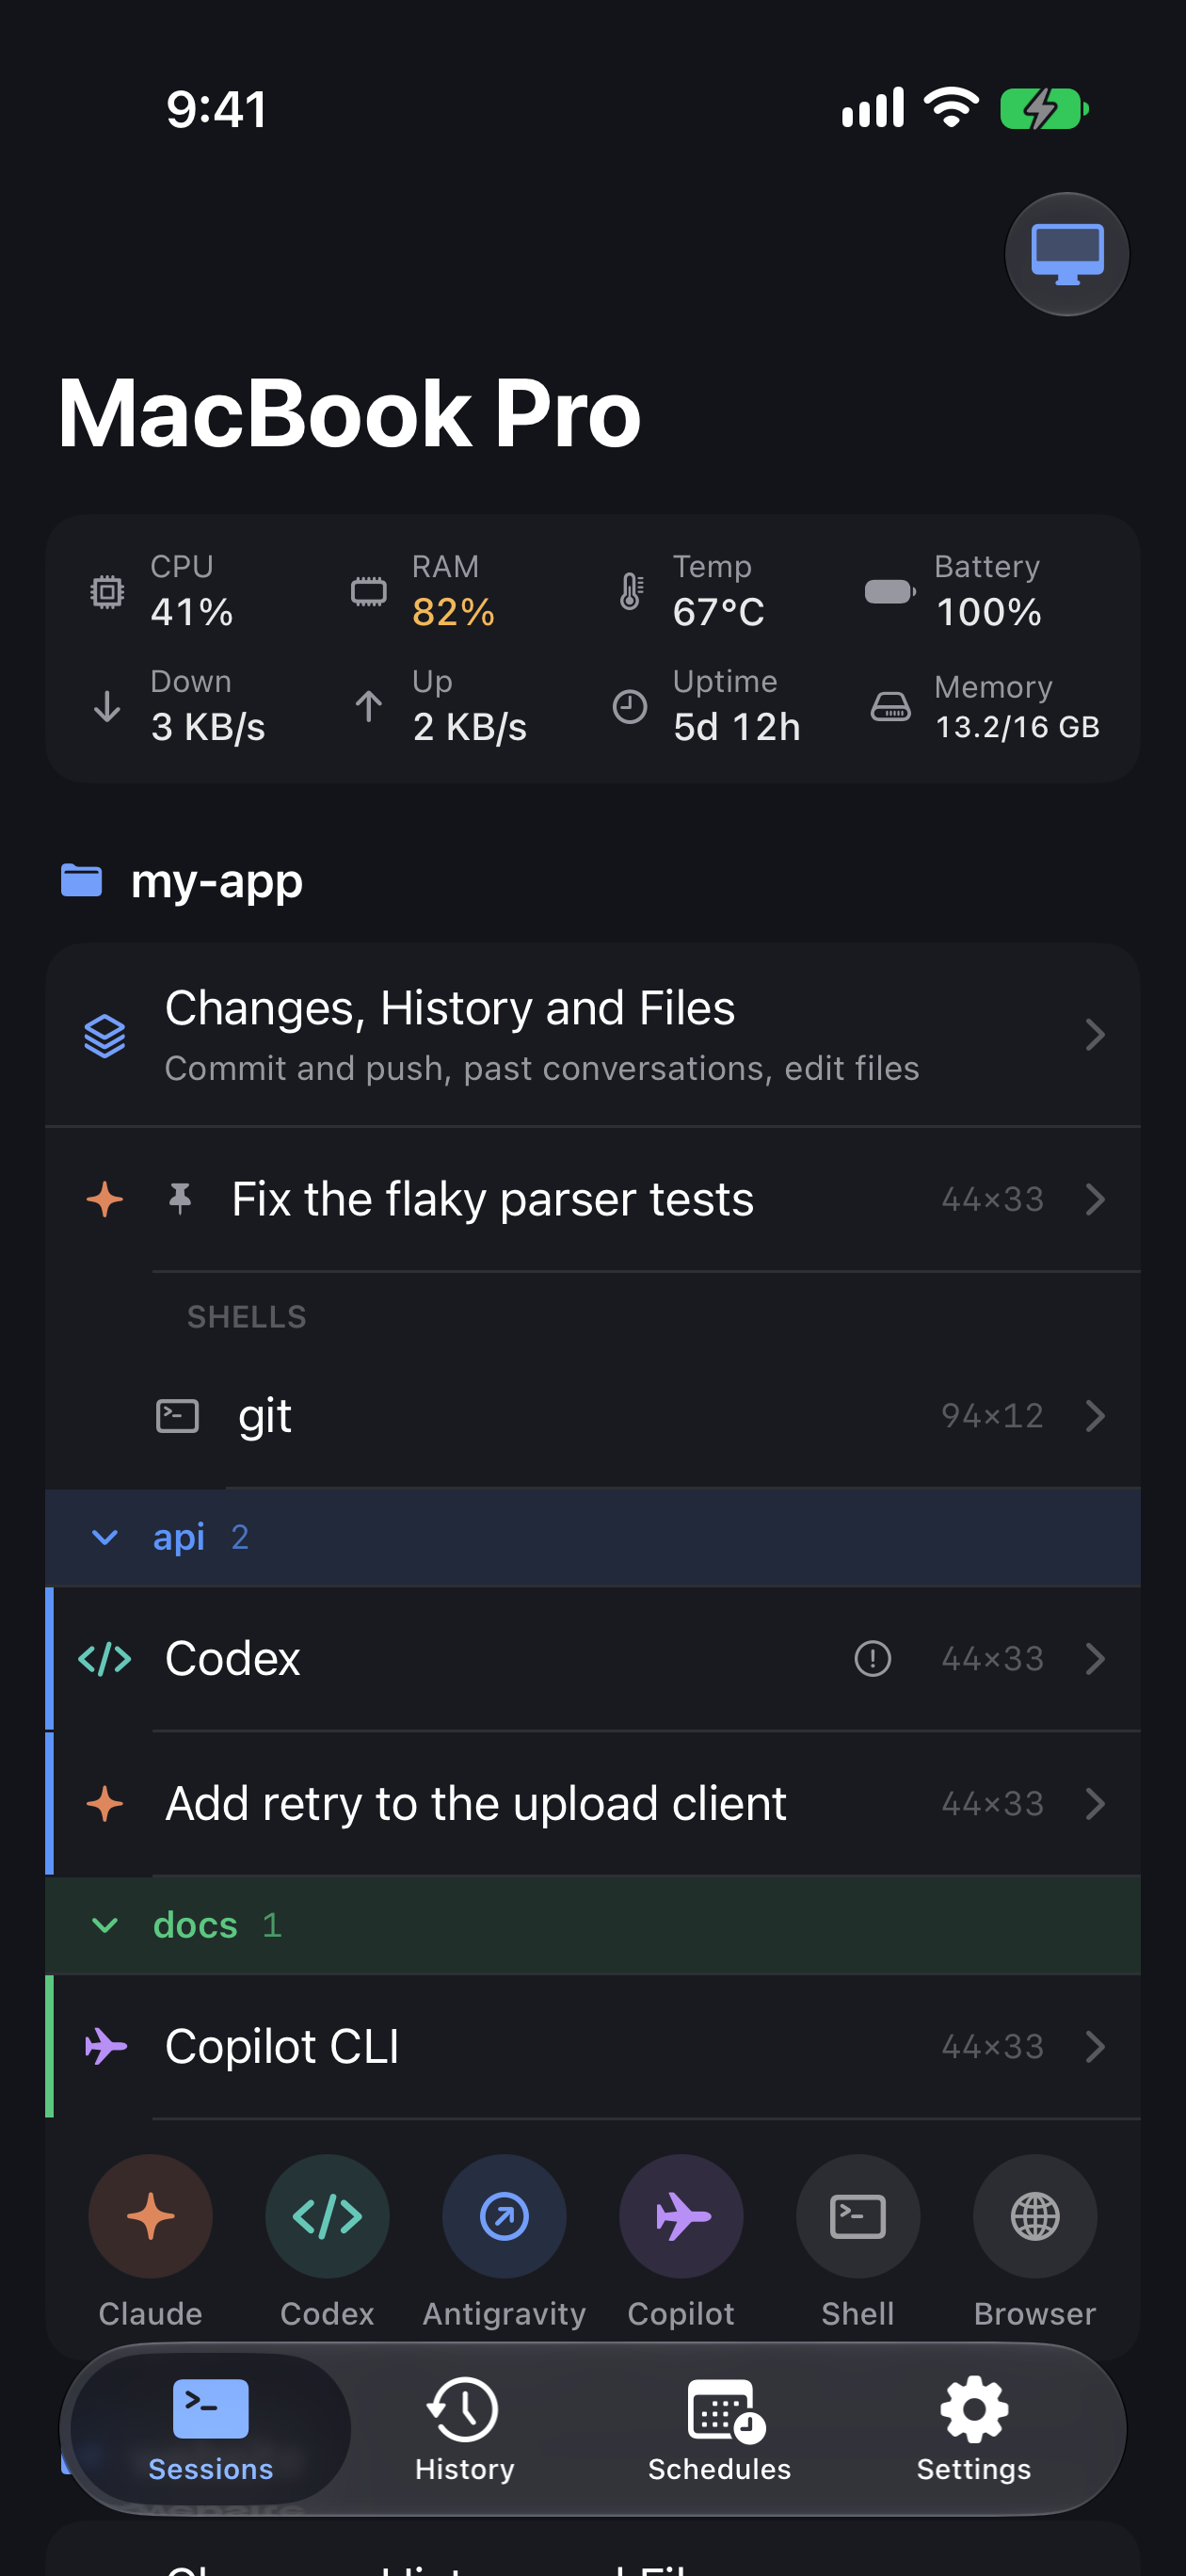 9:41
MacBook Pro
CPU
41%
RAM
82%
Temp
67°C
Battery
100%
Down
3 KB/s
Up
2 KB/s
Uptime
5d 12h
Memory
13.2/16 GB
my-app
Changes, History and Files
Commit and push, past conversations, edit files
Fix the flaky parser tests 44×33
SHELLS
git 94×12
api 2
Codex 44×33
Add retry to the upload client 44×33
docs 1
Copilot CLI 44×33
Claude Codex Antigravity Copilot Shell Browser
Sessions History Schedules Settings